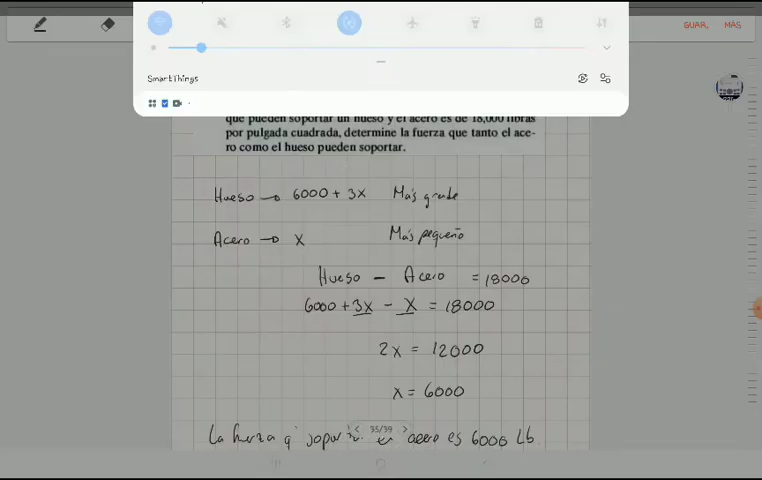 GUAR. MÁS
SmartThings
que pueden soportar un hueso y el acero es de 18,000 libras
por pulgada cuadrada, determine la fuerza que tanto el ace-
ro como el hueso pueden soportar.
Hueso → 6000 + 3x Más grande
Acero → x Más pequeño
Hueso - Acero = 18000
6000 + 3x - x = 18000
2x = 12000
x = 6000
La fuerza q' acero es 6000 Lb.
< 35/39 >